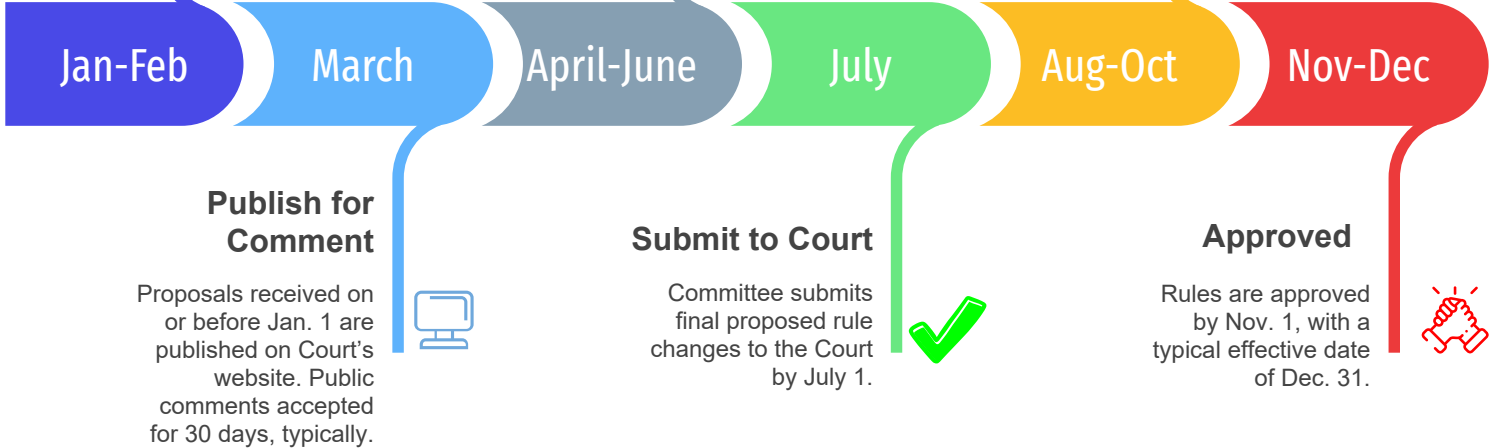 Jan-Feb
March
April-June
July
Aug-Oct
Nov-Dec
Publish for
Comment
Proposals received on
or before Jan. 1 are
published on Court's
website. Public
comments accepted
for 30 days, typically.
Submit to Court
Committee submits
final proposed rule
changes to the Court
by July 1.
Approved
Rules are approved
by Nov. 1, with a
typical effective date
of Dec. 31.